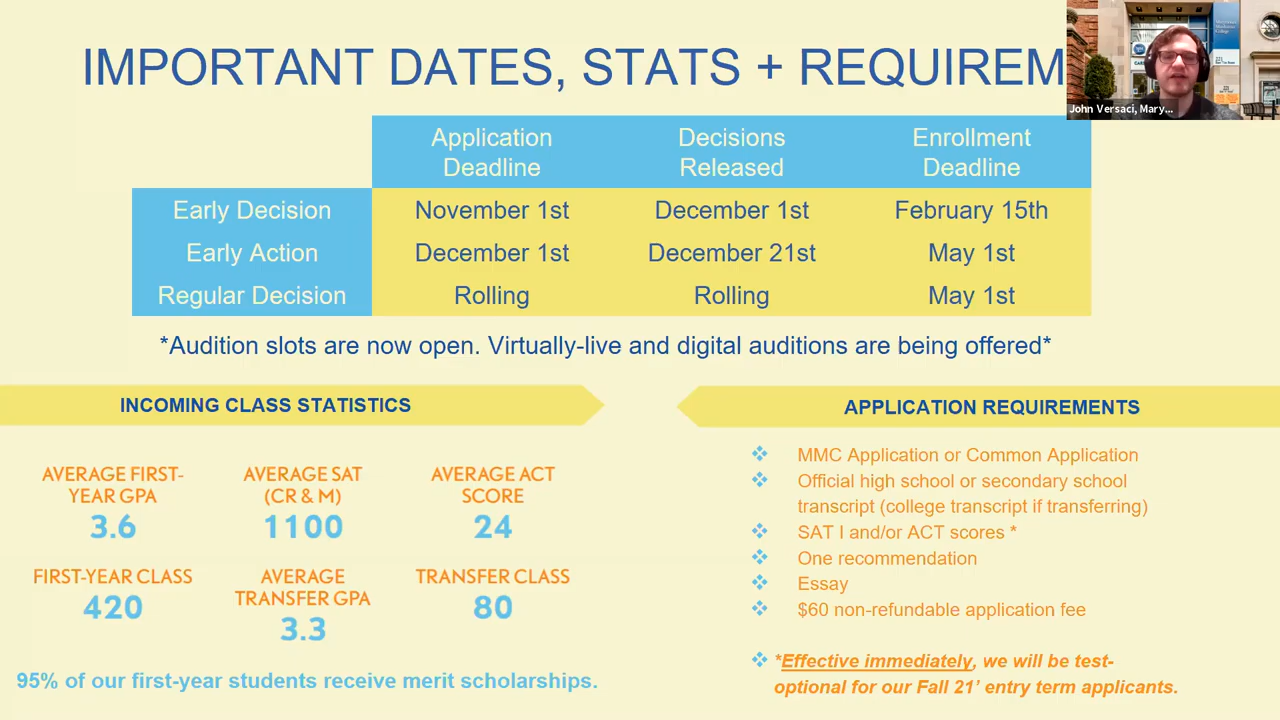 IMPORTANT DATES, STATS + REQUIREM
John Versaci, Mary...
Application
Deadline
Decisions
Released
Enrollment
Deadline
Early Decision
November 1st
December 1st
February 15th
Early Action
December 1st
December 21st
May 1st
Regular Decision
Rolling
Rolling
May 1st
*Audition slots are now open. Virtually-live and digital auditions are being offered*
INCOMING CLASS STATISTICS
AVERAGE FIRST-
YEAR GPA
3.6
AVERAGE SAT
(CR & M)
1100
AVERAGE ACT
SCORE
24
FIRST-YEAR CLASS
420
AVERAGE
TRANSFER GPA
3.3
TRANSFER CLASS
80
95% of our first-year students receive merit scholarships.
APPLICATION REQUIREMENTS
MMC Application or Common Application
Official high school or secondary school
transcript (college transcript if transferring)
SAT I and/or ACT scores *
One recommendation
Essay
$60 non-refundable application fee
*Effective immediately, we will be test-
optional for our Fall 21’ entry term applicants.